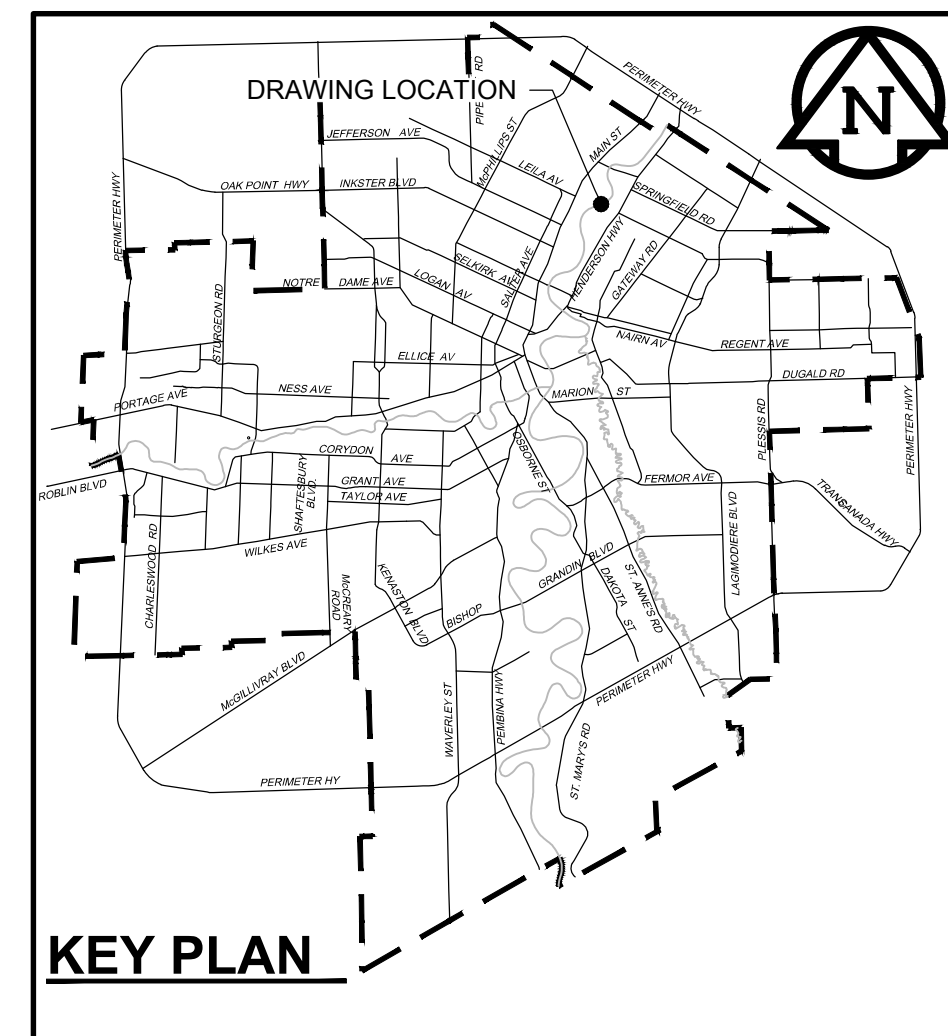 DRAWING LOCATION
N
PIPE RD
PERIMETER HWY
McPHILLIPS ST
MAIN ST
JEFFERSON AVE
LEILA AV
OAK POINT HWY
INKSTER BLVD
SPRINGFIELD RD
PERIMETER HWY
HENDERSON HWY
GATEWAY RD
SELKIRK AV
SALTER AVE
LOGAN AV
NOTRE DAME AVE
STURGEON RD
NAIRN AV
REGENT AVE
ELLICE AV
DUGALD RD
NESS AVE
MARION ST
PORTAGE AVE
PLESSIS RD
PERIMETER HWY
OSBORNE ST
CORYDON AVE
ROBLIN BLVD
SHAFTESBURY
BLVD.
GRANT AVE
TAYLOR AVE
FERMOR AVE
TRANSCANADA HWY
LAGIMODIERE BLVD
WILKES AVE
CHARLESWOOD RD
McCREARY
ROAD
KENASTON BLVD
BISHOP GRANDIN BLVD
DAKOTA ST
ST. ANNE'S RD
McGILLIVRAY BLVD
WAVERLEY ST
PEMBINA HWY
PERIMETER HWY
ST. MARY'S RD
PERIMETER HY
KEY PLAN